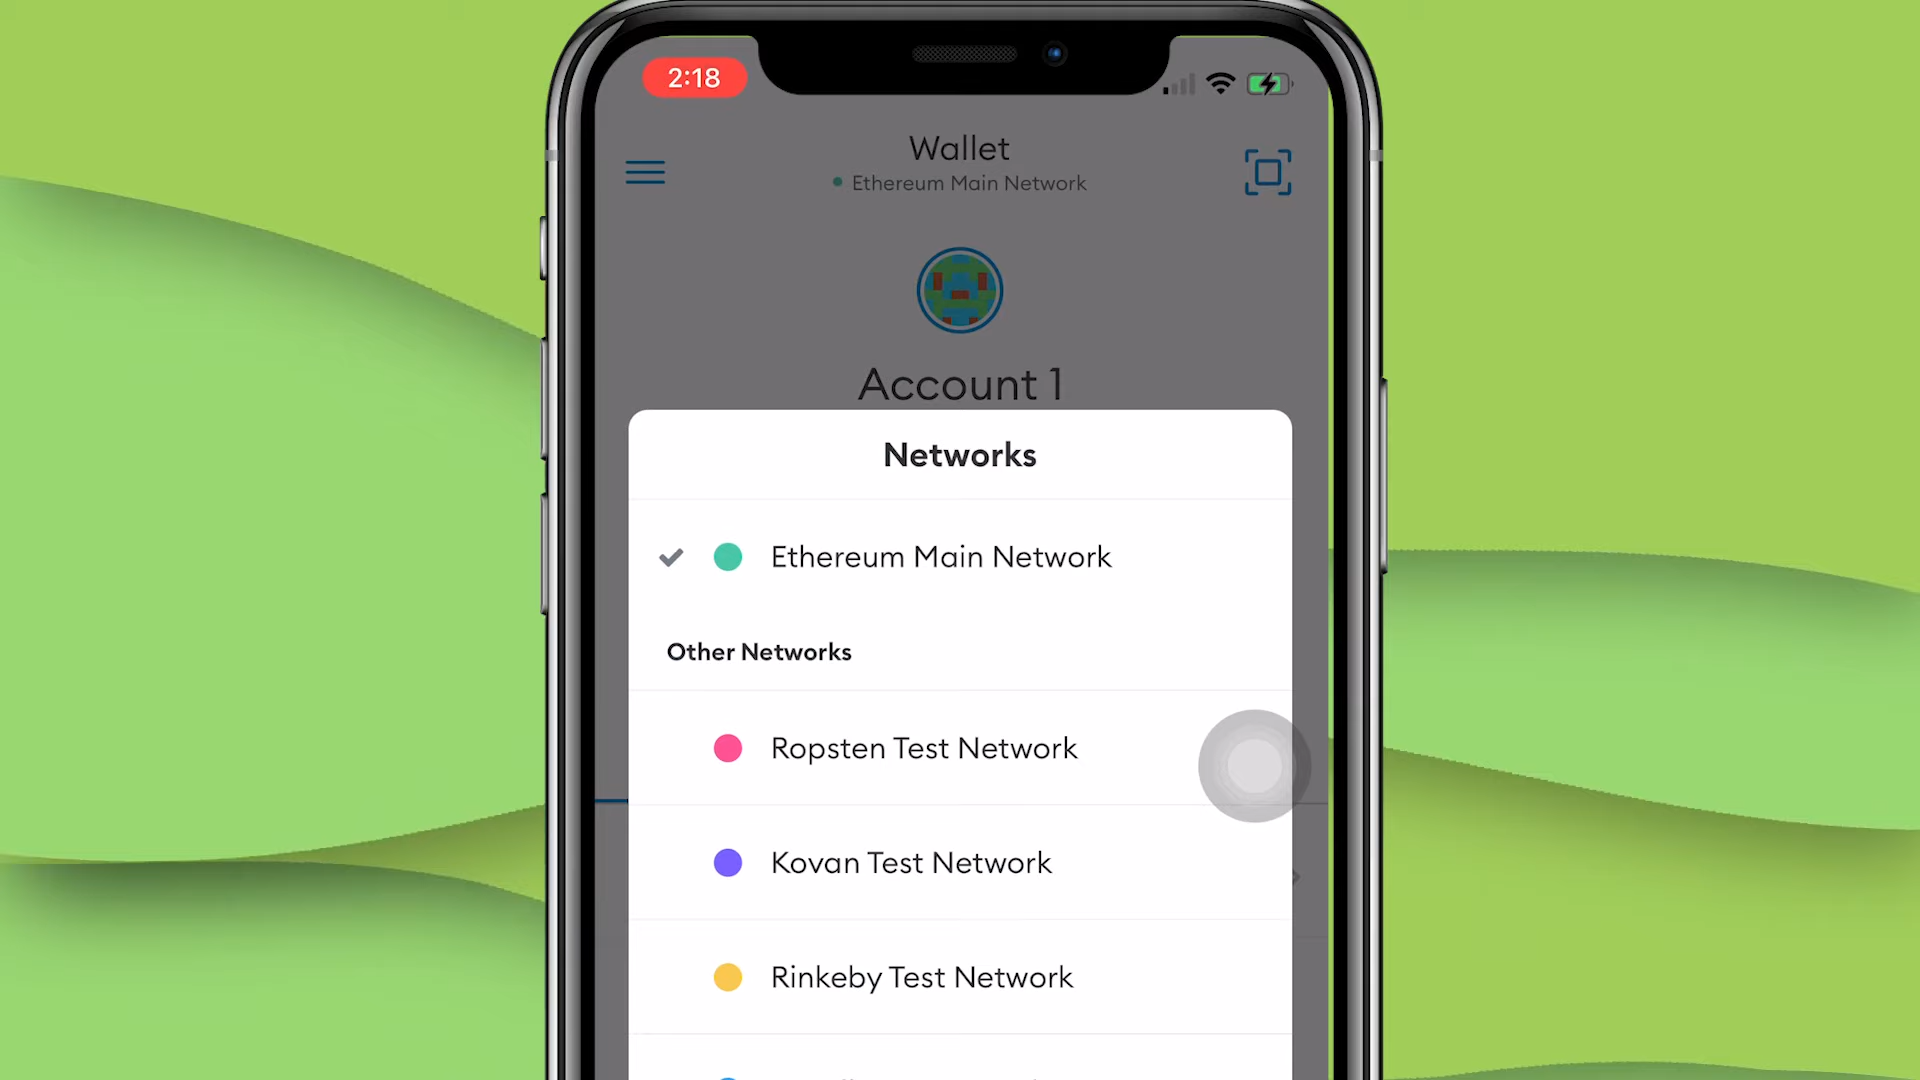 2:18
Wallet
Ethereum Main Network
Account 1
Networks
Ethereum Main Network
Other Networks
Ropsten Test Network
Kovan Test Network
Rinkeby Test Network